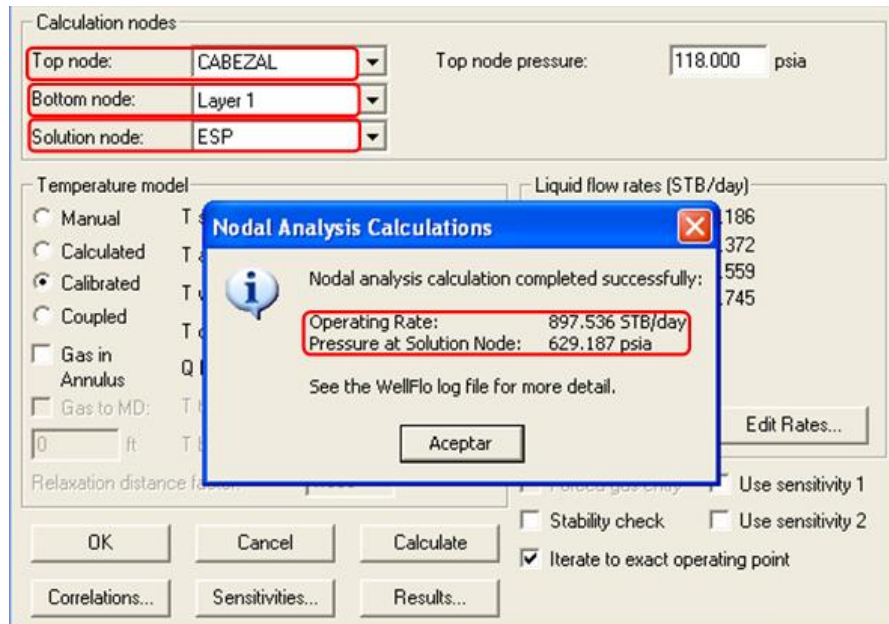 Calculation nodes
Top node: CABEZAL Top node pressure: 118.000 psia
Bottom node: Layer 1
Solution node: ESP
Temperature model Liquid flow rates (STB/day)
Manual T
Calculated T
Calibrated T
Coupled T
Gas in Annulus Q
Gas to MD: T
0 ft T
Relaxation distance
.186
.372
.559
.745
Nodal Analysis Calculations
Nodal analysis calculation completed successfully:
Operating Rate: 897.536 STB/day
Pressure at Solution Node: 629.187 psia
See the WellFlo log file for more detail.
Aceptar
Edit Rates...
Use sensitivity 1
Stability check Use sensitivity 2
Iterate to exact operating point
OK Cancel Calculate
Correlations... Sensitivities... Results...